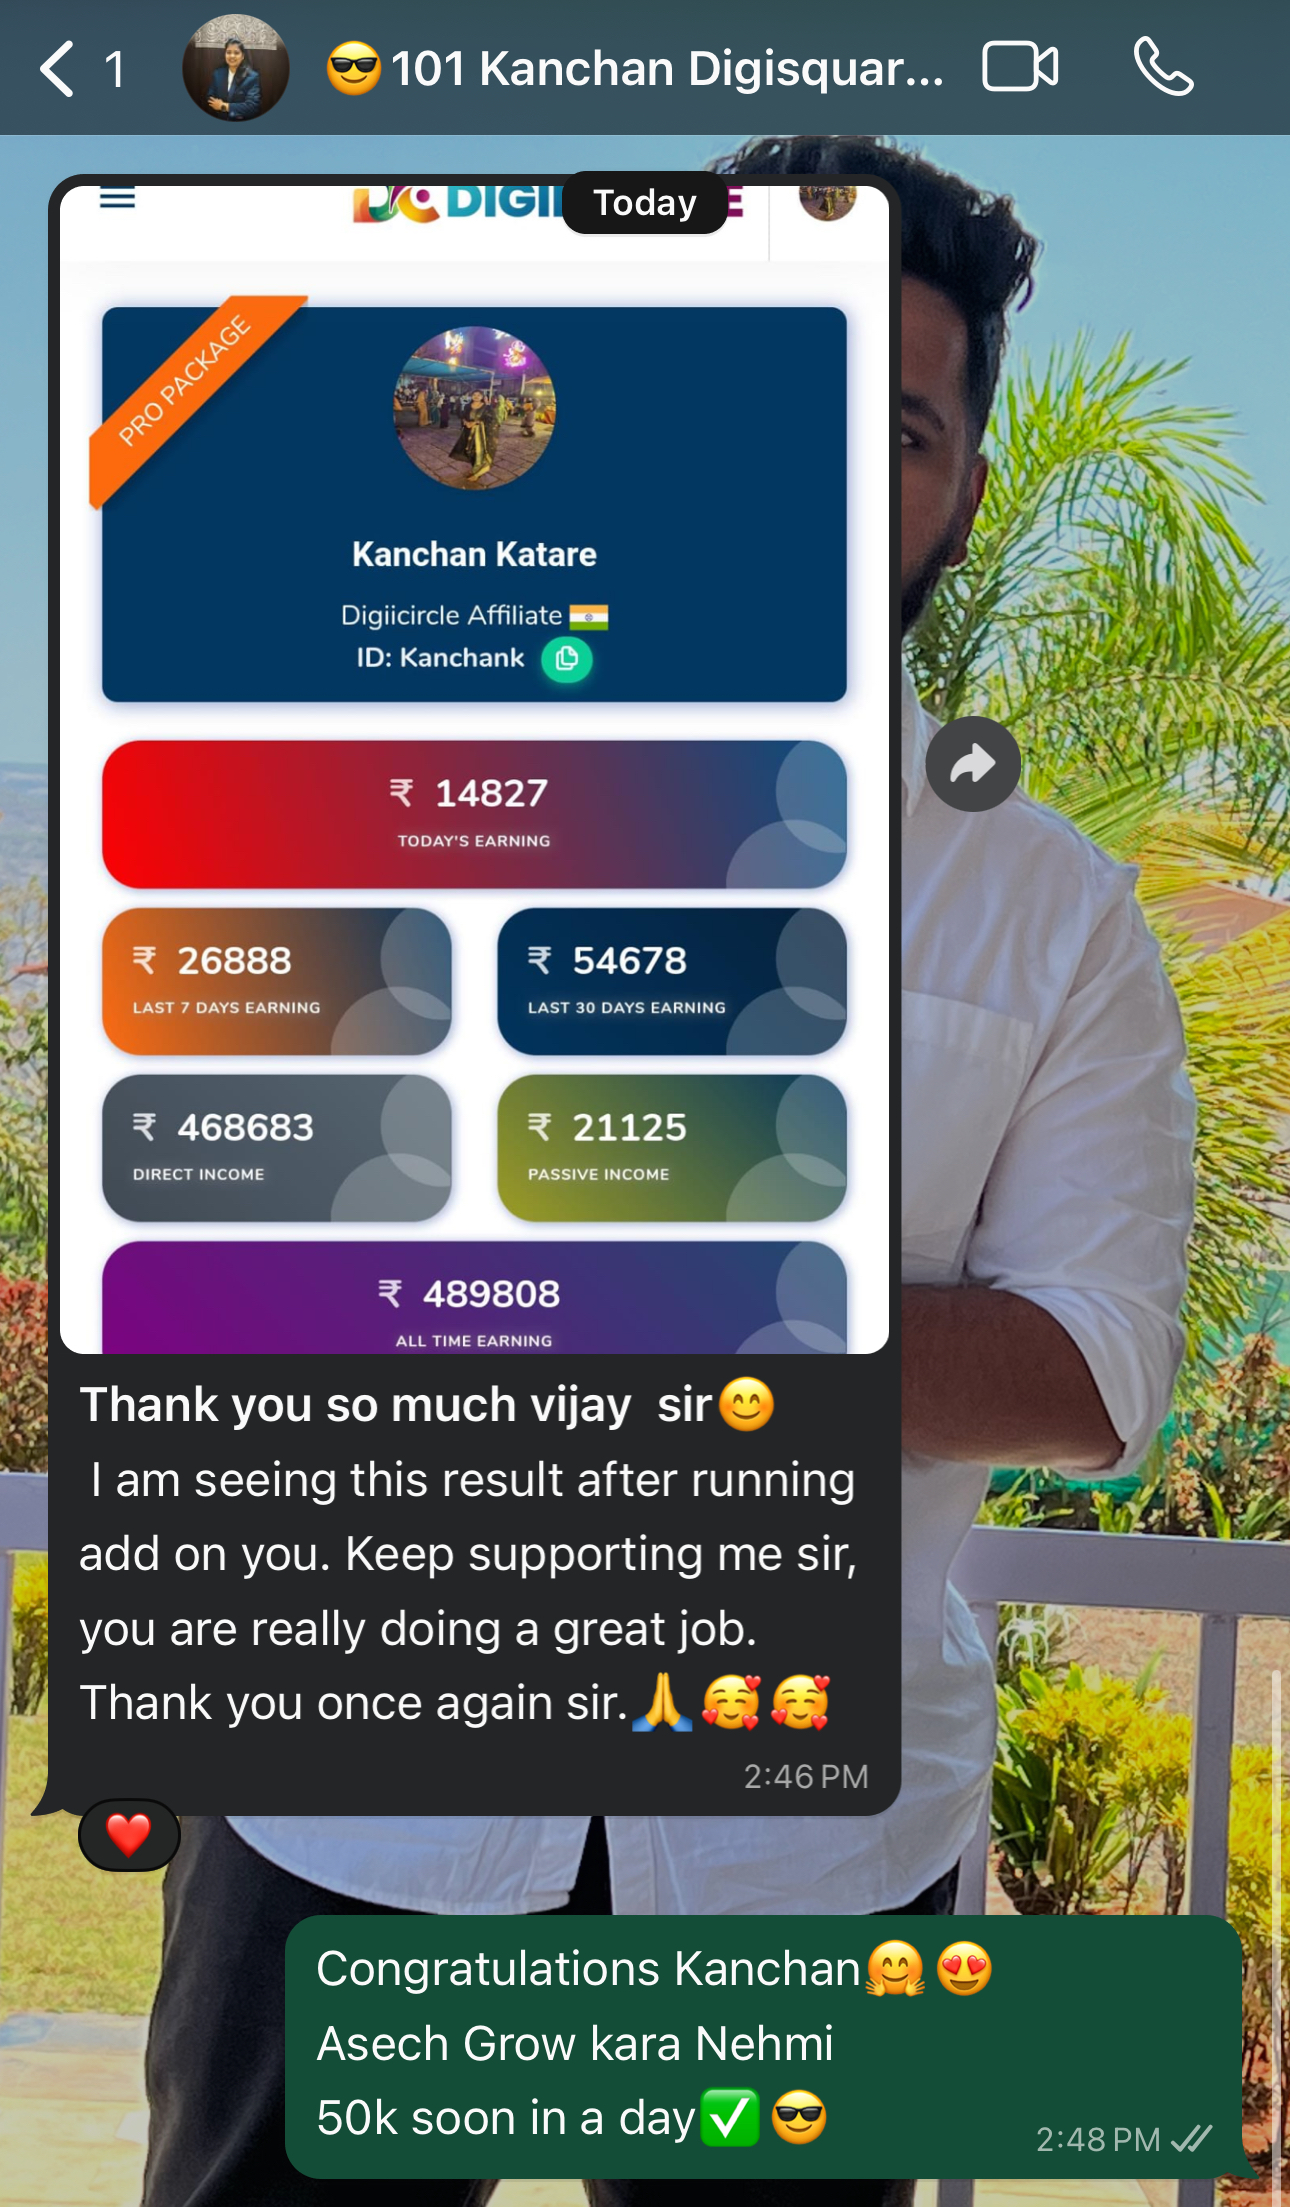 1
😎101 Kanchan Digisquar...
Today
PRO PACKAGE
Kanchan Katare
Digiicircle Affiliate 🇮🇳
ID: Kanchank
₹ 14827
TODAY'S EARNING
₹ 26888
LAST 7 DAYS EARNING
₹ 54678
LAST 30 DAYS EARNING
₹ 468683
DIRECT INCOME
₹ 21125
PASSIVE INCOME
₹ 489808
ALL TIME EARNING
Thank you so much vijay  sir😊
I am seeing this result after running
add on you. Keep supporting me sir,
you are really doing a great job.
Thank you once again sir.🙏🥰🥰
2:46 PM
❤️
Congratulations Kanchan🤗😍
Asech Grow kara Nehmi
50k soon in a day✅😎
2:48 PM